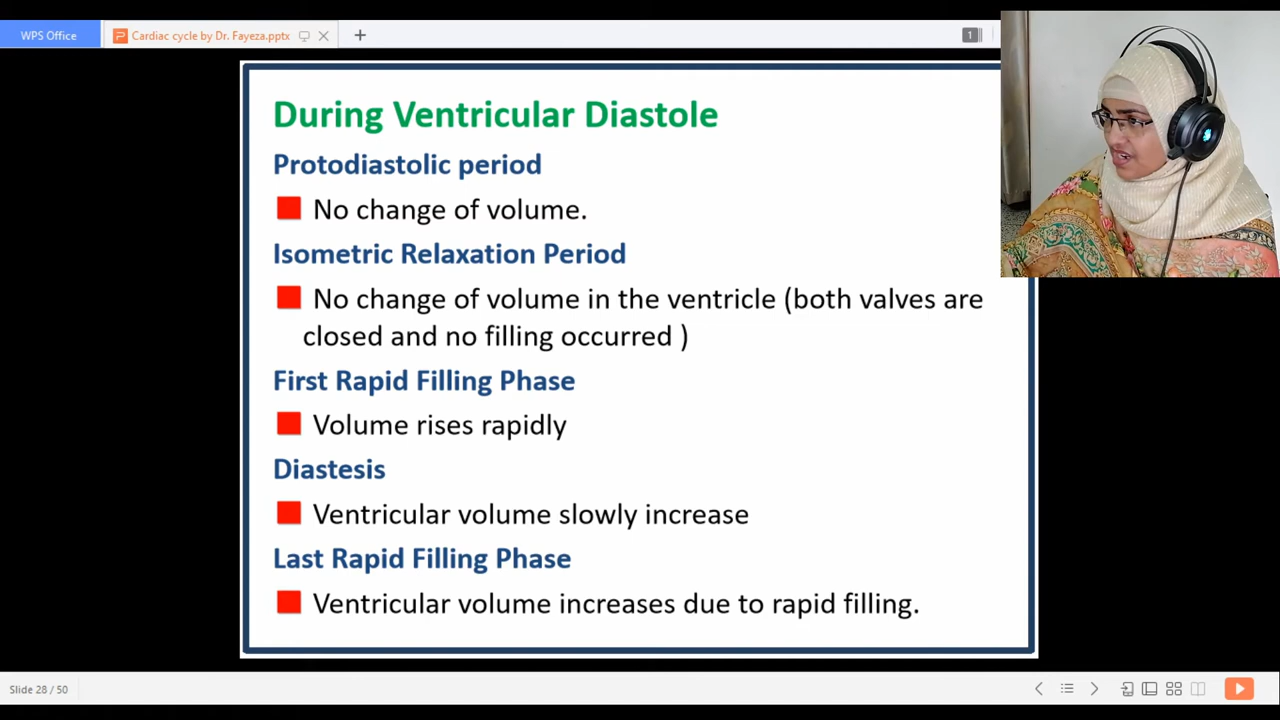 WPS Office
Cardiac cycle by Dr. Fayeza.pptx
1
During Ventricular Diastole
Protodiastolic period
No change of volume.
Isometric Relaxation Period
No change of volume in the ventricle (both valves are
closed and no filling occurred )
First Rapid Filling Phase
Volume rises rapidly
Diastesis
Ventricular volume slowly increase
Last Rapid Filling Phase
Ventricular volume increases due to rapid filling.
Slide 28 / 50